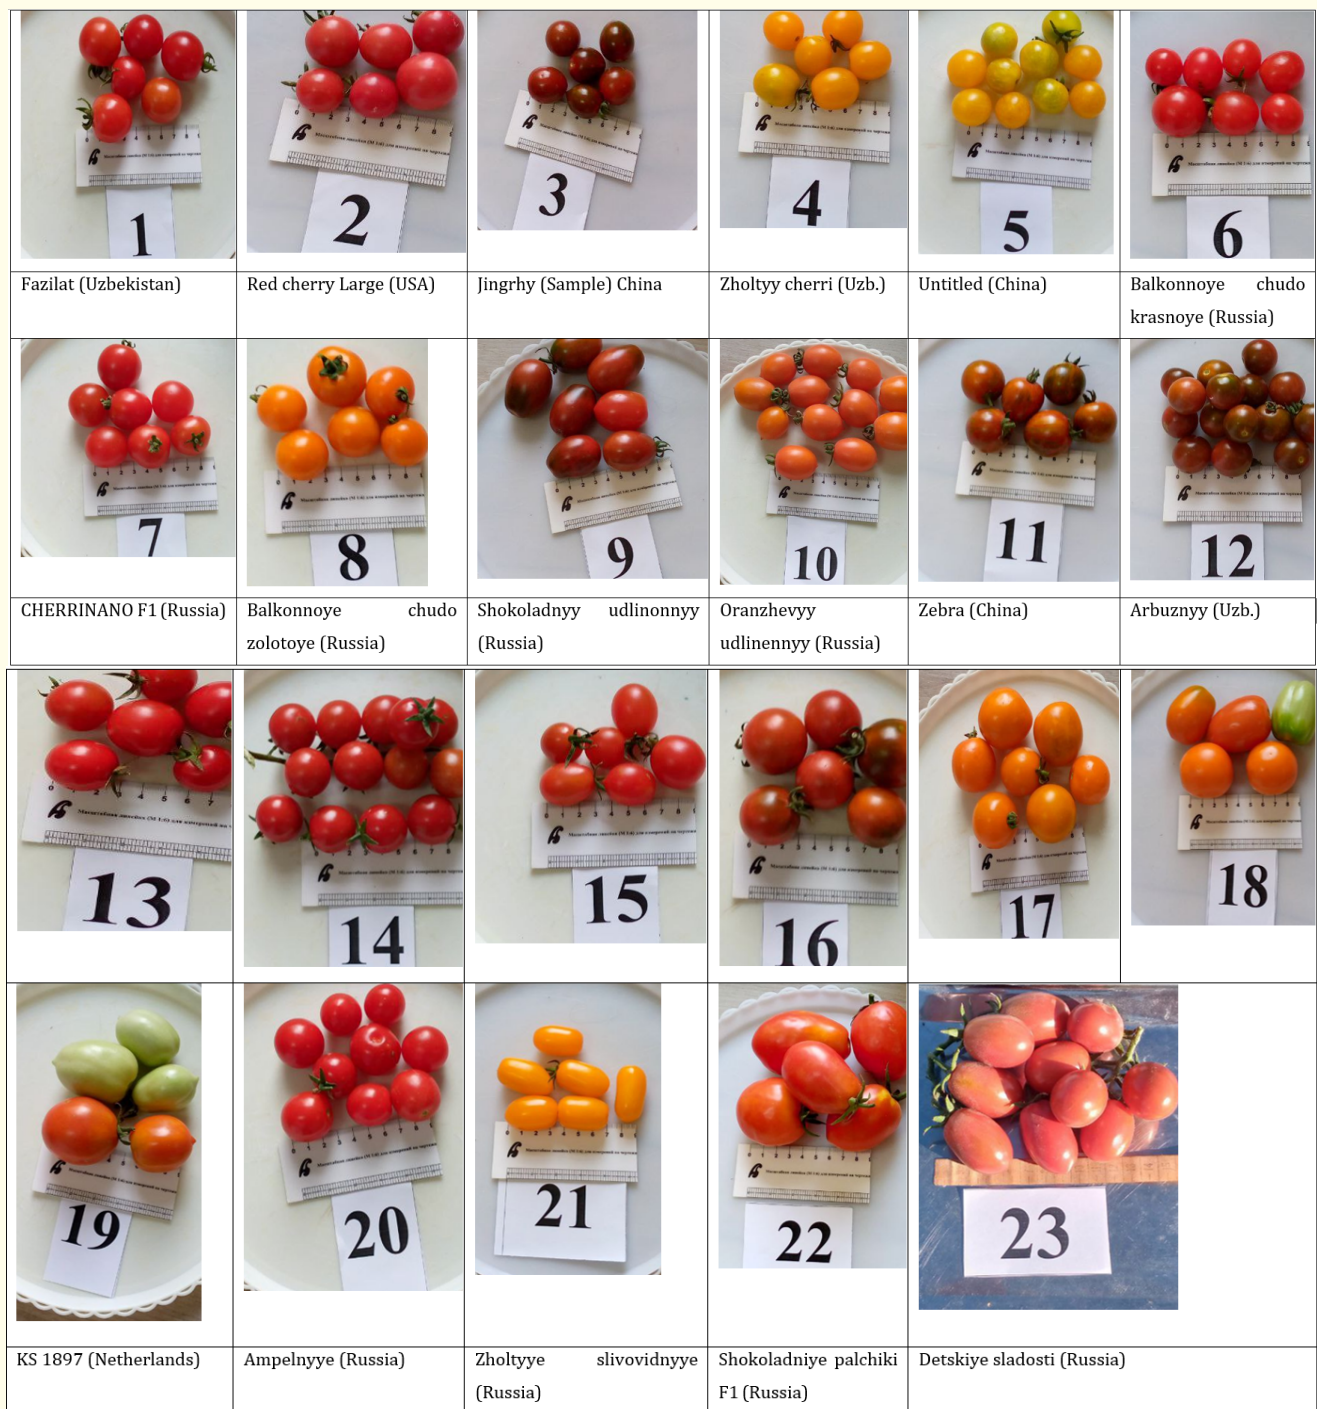 1
2
3
4
5
6
Fazilat (Uzbekistan)
Red cherry Large (USA)
Jingrhy (Sample) China
Zholtyy cherri (Uzb.)
Untitled (China)
Balkonnoye chudo
krasnoye (Russia)
7
8
9
10
11
12
CHERRINANO F1 (Russia)
Balkonnoye chudo
zolotoye (Russia)
Shokoladnyy udlinonnyy
(Russia)
Oranzhevyy
udlinennyy (Russia)
Zebra (China)
Arbuznyy (Uzb.)
13
14
15
16
17
18
19
20
21
22
23
KS 1897 (Netherlands)
Ampelnyye (Russia)
Zholtyye slivovidnyye
(Russia)
Shokoladniye palchiki
F1 (Russia)
Detskiye sladosti (Russia)